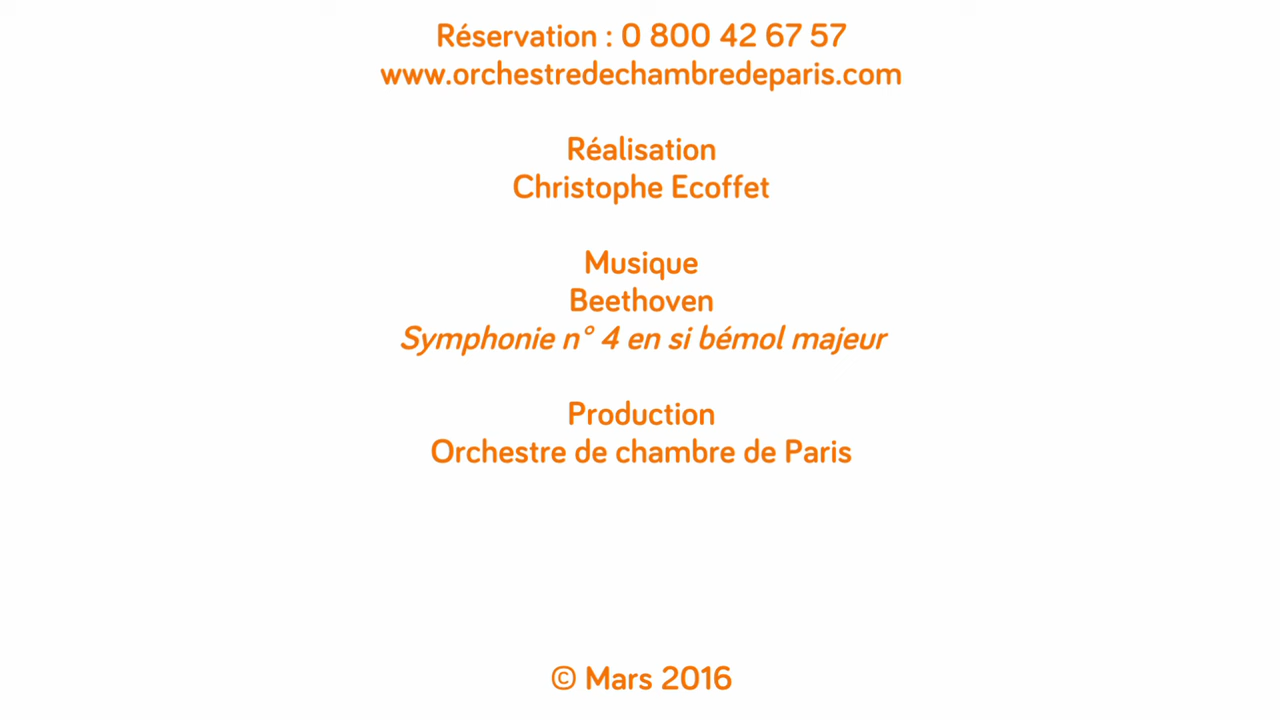 Réservation : 0 800 42 67 57
www.orchestredechambredeparis.com
Réalisation
Christophe Ecoffet
Musique
Beethoven
Symphonie n° 4 en si bémol majeur
Production
Orchestre de chambre de Paris
© Mars 2016